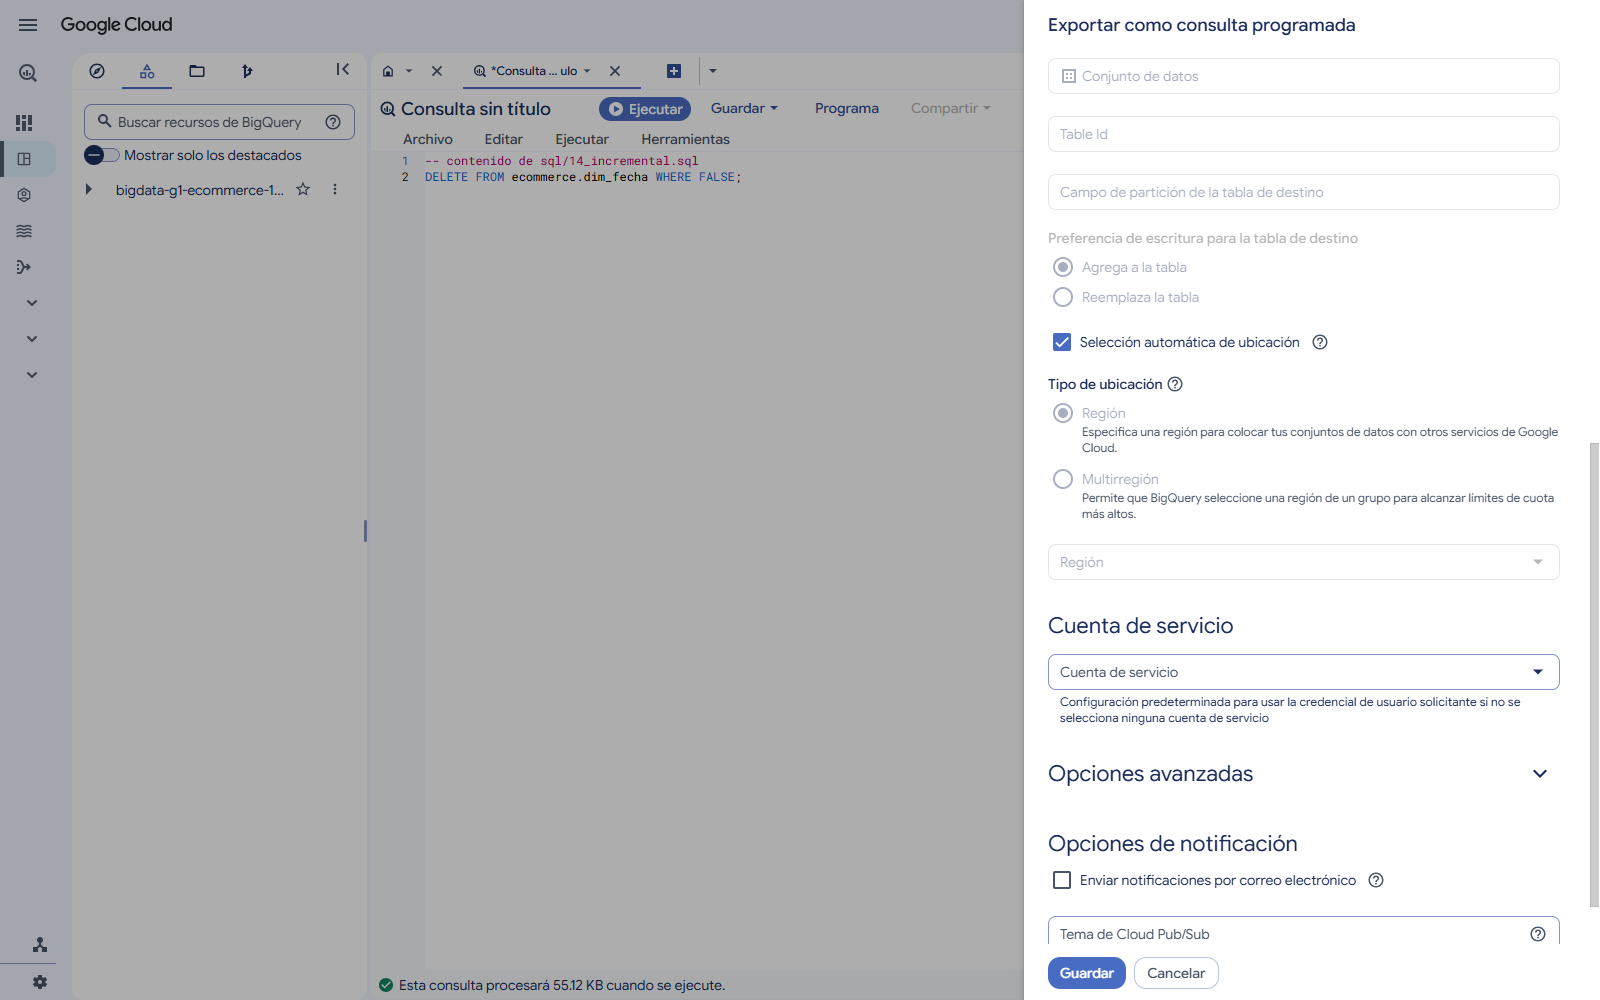 Google Cloud
Buscar recursos de BigQuery
Mostrar solo los destacados
bigdata-g1-ecommerce-1...
*Consulta ... ulo
Consulta sin título
Ejecutar
Guardar
Programa
Compartir
Archivo
Editar
Ejecutar
Herramientas
1 -- contenido de sql/14_incremental.sql
2 DELETE FROM ecommerce.dim_fecha WHERE FALSE;
Esta consulta procesará 55.12 KB cuando se ejecute.
Exportar como consulta programada
Conjunto de datos
Table Id
Campo de partición de la tabla de destino
Preferencia de escritura para la tabla de destino
Agrega a la tabla
Reemplaza la tabla
Selección automática de ubicación
Tipo de ubicación
Región
Especifica una región para colocar tus conjuntos de datos con otros servicios de Google
Cloud.
Multirregión
Permite que BigQuery seleccione una región de un grupo para alcanzar límites de cuota
más altos.
Región
Cuenta de servicio
Cuenta de servicio
Configuración predeterminada para usar la credencial de usuario solicitante si no se
selecciona ninguna cuenta de servicio
Opciones avanzadas
Opciones de notificación
Enviar notificaciones por correo electrónico
Tema de Cloud Pub/Sub
Guardar
Cancelar